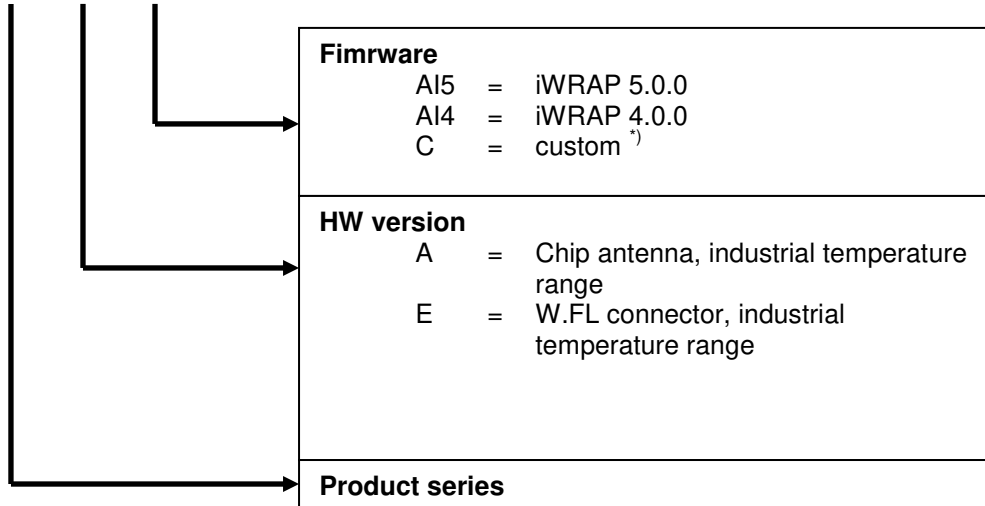 Fimrware
AI5 = iWRAP 5.0.0
AI4 = iWRAP 4.0.0
C = custom *)
HW version
A = Chip antenna, industrial temperature
range
E = W.FL connector, industrial
temperature range
Product series